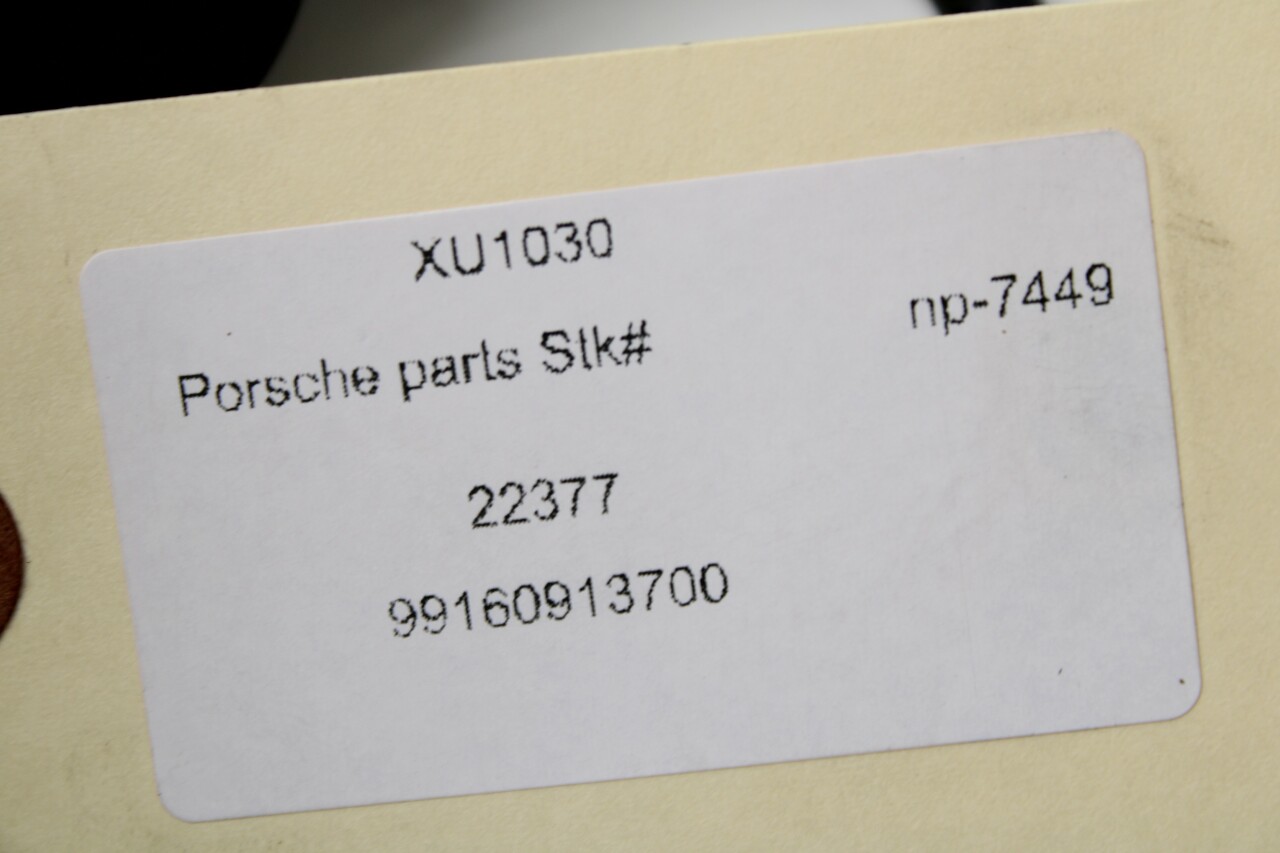 XU1030
np-7449
Porsche parts Stk#
22377
99160913700